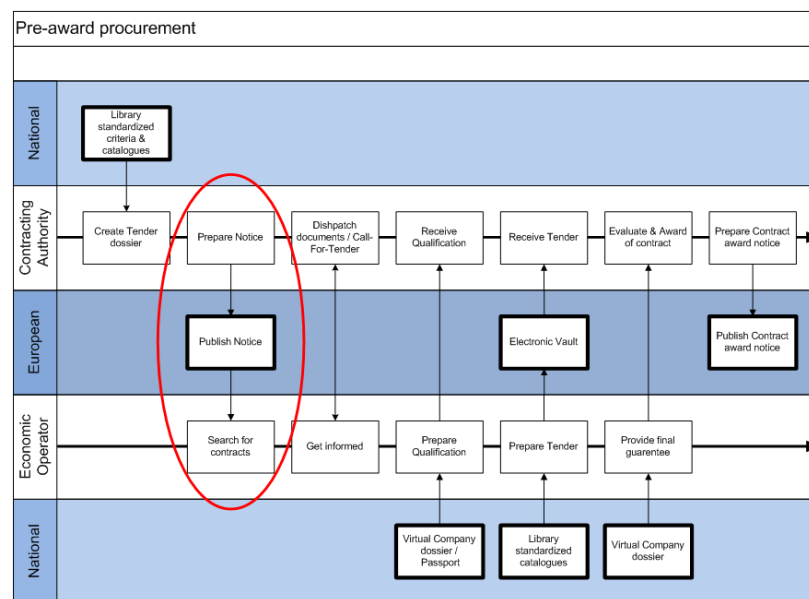 Pre-award procurement
National
Library
standardized
criteria &
catalogues
Contracting
Authority
Create Tender
dossier
Prepare Notice
Dishpatch
documents / Call-
For-Tender
Receive
Qualification
Receive Tender
Evaluate & Award
of contract
Prepare Contract
award notice
European
Publish Notice
Electronic Vault
Publish Contract
award notice
Economic
Operator
Search for
contracts
Get informed
Prepare
Qualification
Prepare Tender
Provide final
guarentee
National
Virtual Company
dossier /
Passport
Library
standardized
catalogues
Virtual Company
dossier